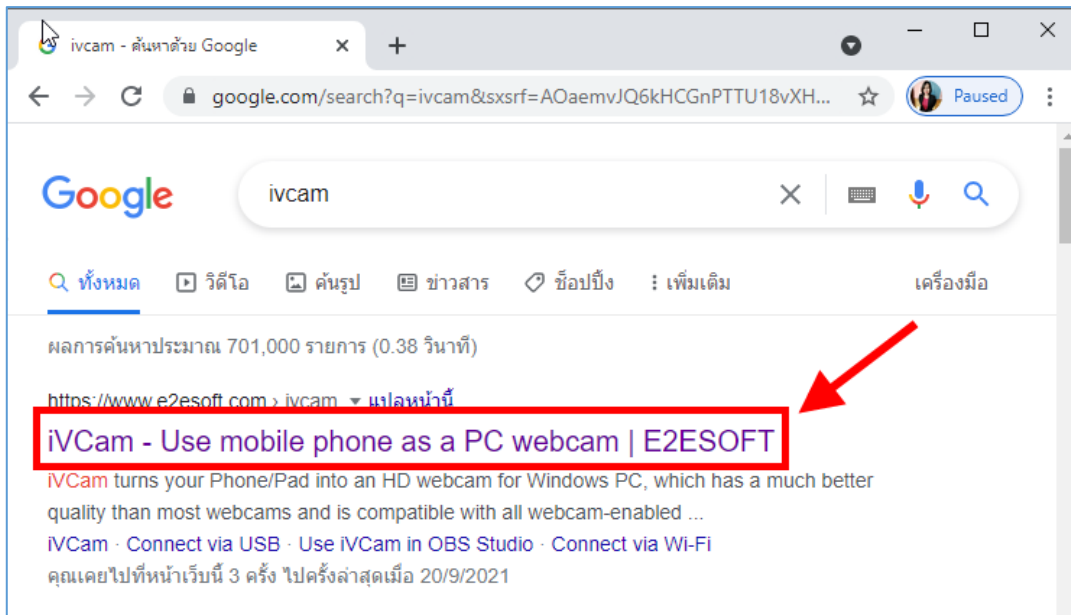 ivcam - ค้นหาด้วย Google
google.com/search?q=ivcam&sxsrf=AOaemvJQ6kHCGnPTTU18vXH...
Paused
Google
ivcam
ทั้งหมด วิดีโอ ค้นรูป ข่าวสาร ช็อปปิ้ง เพิ่มเติม เครื่องมือ
ผลการค้นหาประมาณ 701,000 รายการ (0.38 วินาที)
https://www.e2esoft.com › ivcam แปลหน้านี้
iVCam - Use mobile phone as a PC webcam | E2ESOFT
iVCam turns your Phone/Pad into an HD webcam for Windows PC, which has a much better
quality than most webcams and is compatible with all webcam-enabled ...
iVCam · Connect via USB · Use iVCam in OBS Studio · Connect via Wi-Fi
คุณเคยไปที่หน้าเว็บนี้ 3 ครั้ง ไปครั้งล่าสุดเมื่อ 20/9/2021